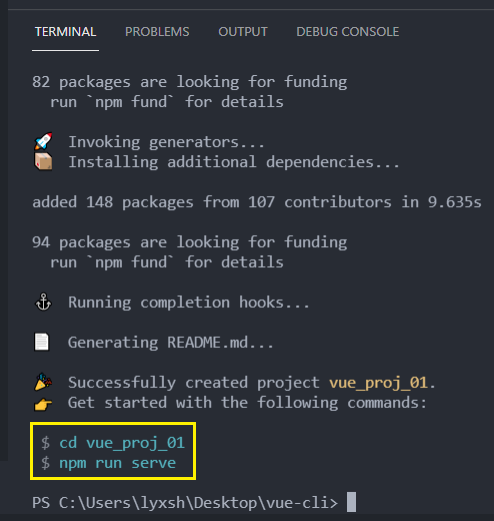 TERMINAL PROBLEMS OUTPUT DEBUG CONSOLE
82 packages are looking for funding
run `npm fund` for details
Invoking generators...
Installing additional dependencies...
added 148 packages from 107 contributors in 9.635s
94 packages are looking for funding
run `npm fund` for details
Running completion hooks...
Generating README.md...
Successfully created project vue_proj_01.
Get started with the following commands:
$ cd vue_proj_01
$ npm run serve
PS C:\Users\lyxsh\Desktop\vue-cli>